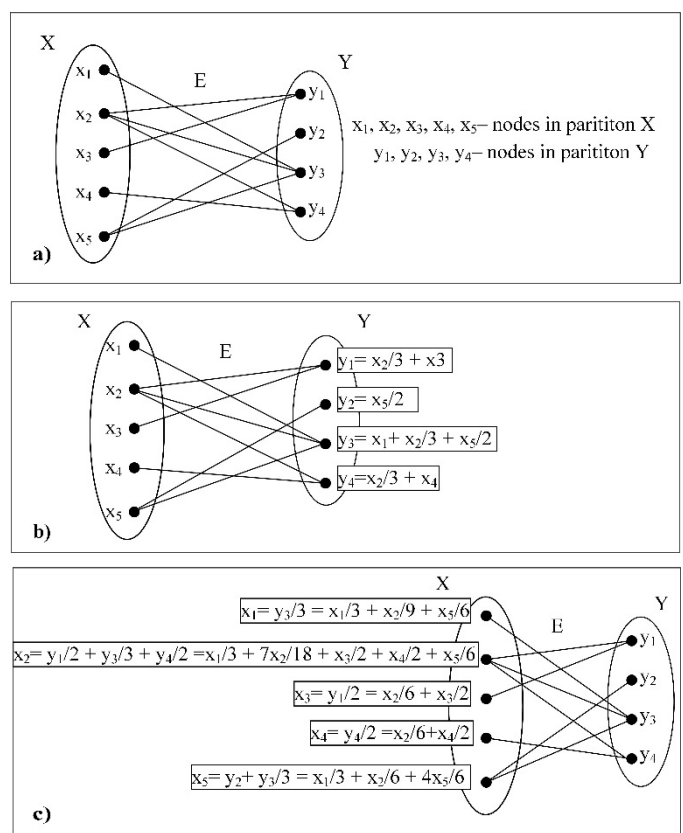 X
Y
E
x₁
x₂
x₃
x₄
x₅
y₁
y₂
y₃
y₄
x₁, x₂, x₃, x₄, x₅– nodes in parititon X
y₁, y₂, y₃, y₄– nodes in parititon Y
a)
X
Y
E
x₁
x₂
x₃
x₄
x₅
y₁= x₂/3 + x3
y₂= x₅/2
y₃= x₁+ x₂/3 + x₅/2
y₄=x₂/3 + x₄
b)
X
Y
E
x₁= y₃/3 = x₁/3 + x₂/9 + x₅/6
x₂= y₁/2 + y₃/3 + y₄/2 =x₁/3 + 7x₂/18 + x₃/2 + x₄/2 + x₅/6
x₃= y₁/2 = x₂/6 + x₃/2
x₄= y₄/2 =x₂/6+x₄/2
x₅= y₂+ y₃/3 = x₁/3 + x₂/6 + 4x₅/6
y₁
y₂
y₃
y₄
c)